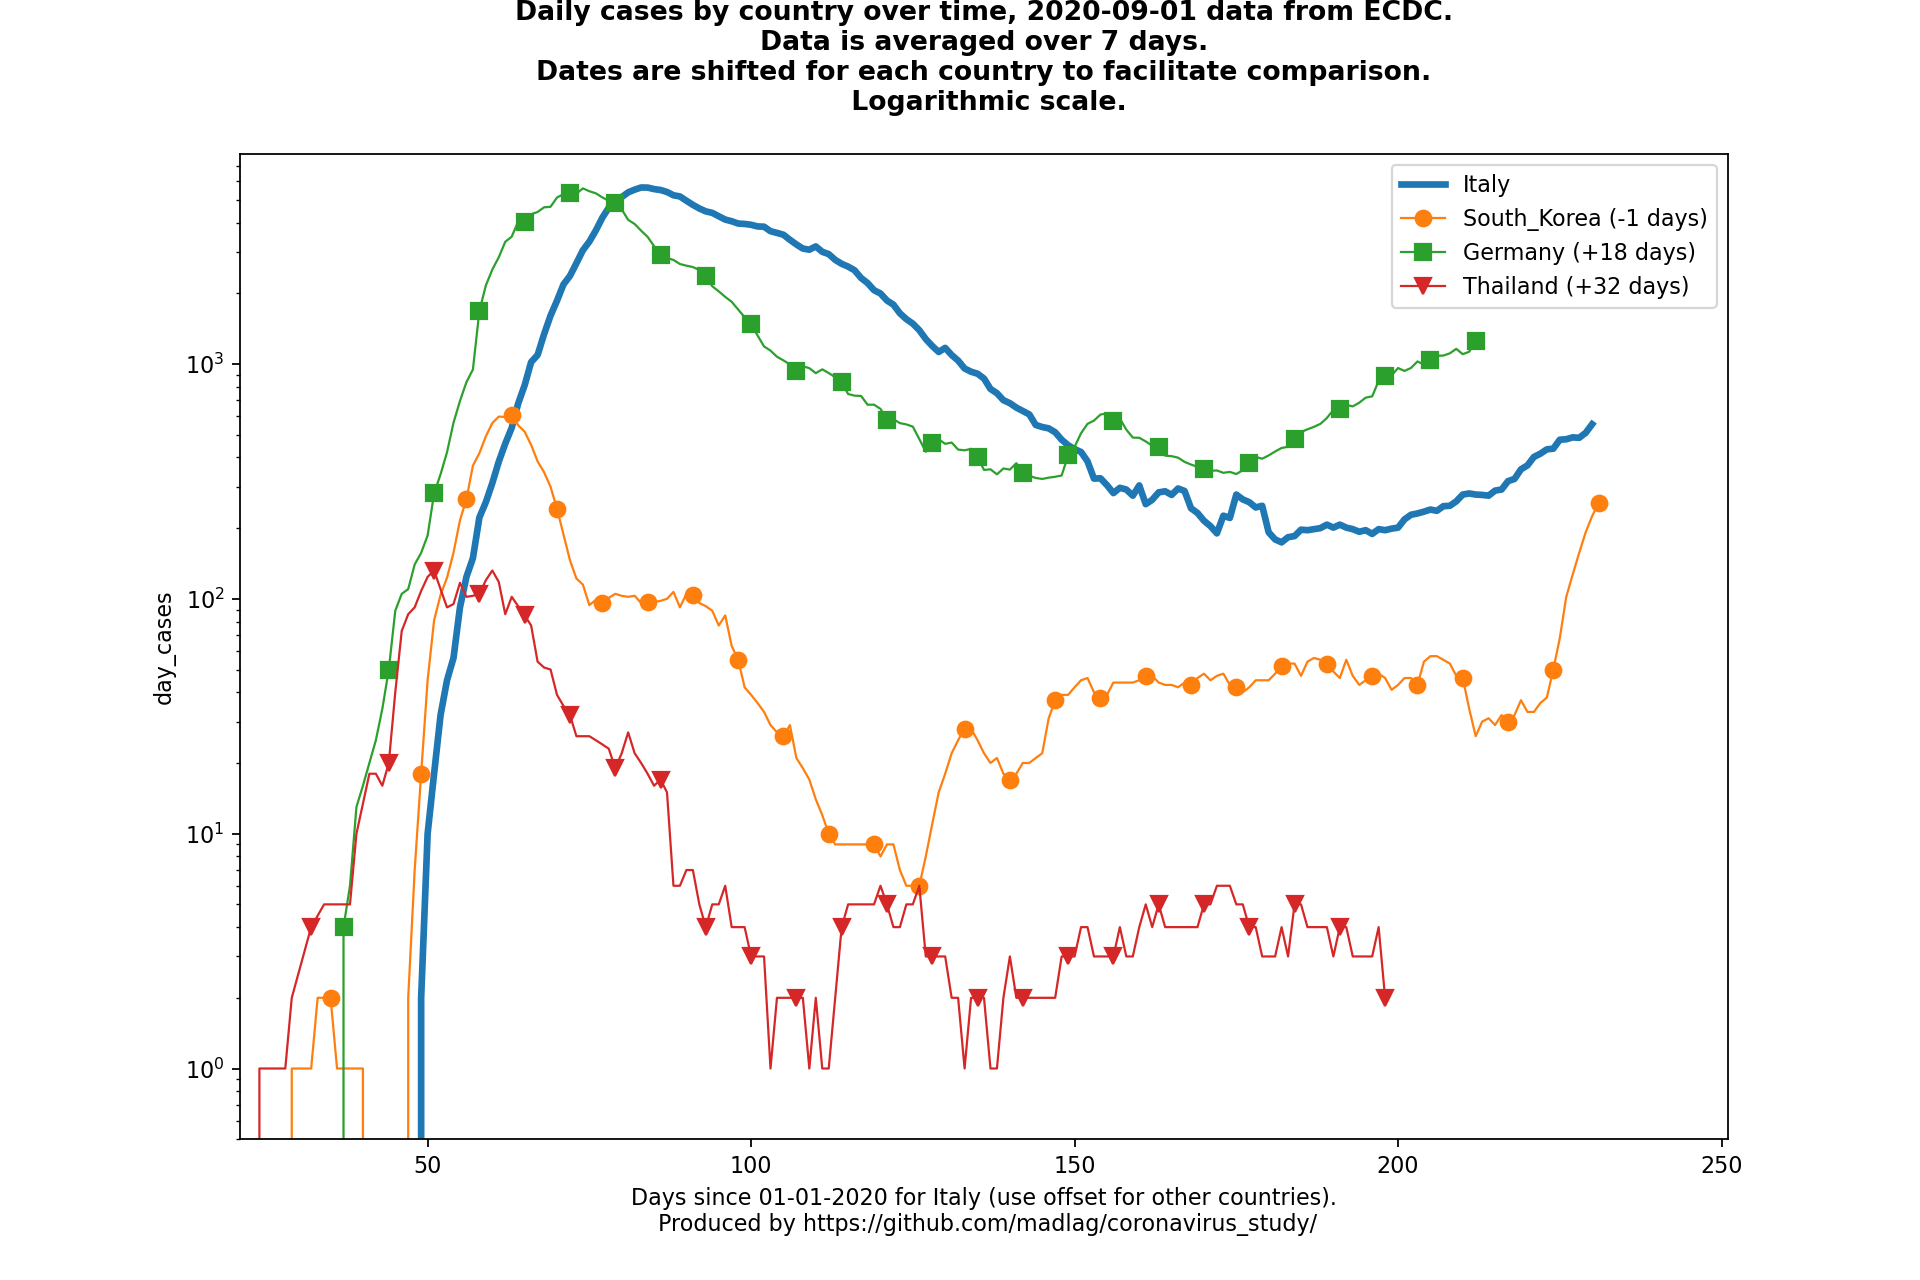 Daily cases by country over time, 2020-09-01 data from ECDC.
Data is averaged over 7 days.
Dates are shifted for each country to facilitate comparison.
Logarithmic scale.
Italy
South_Korea (-1 days)
Germany (+18 days)
Thailand (+32 days)
day_cases
10³
10²
10¹
10⁰
50 100 150 200 250
Days since 01-01-2020 for Italy (use offset for other countries).
Produced by https://github.com/madlag/coronavirus_study/